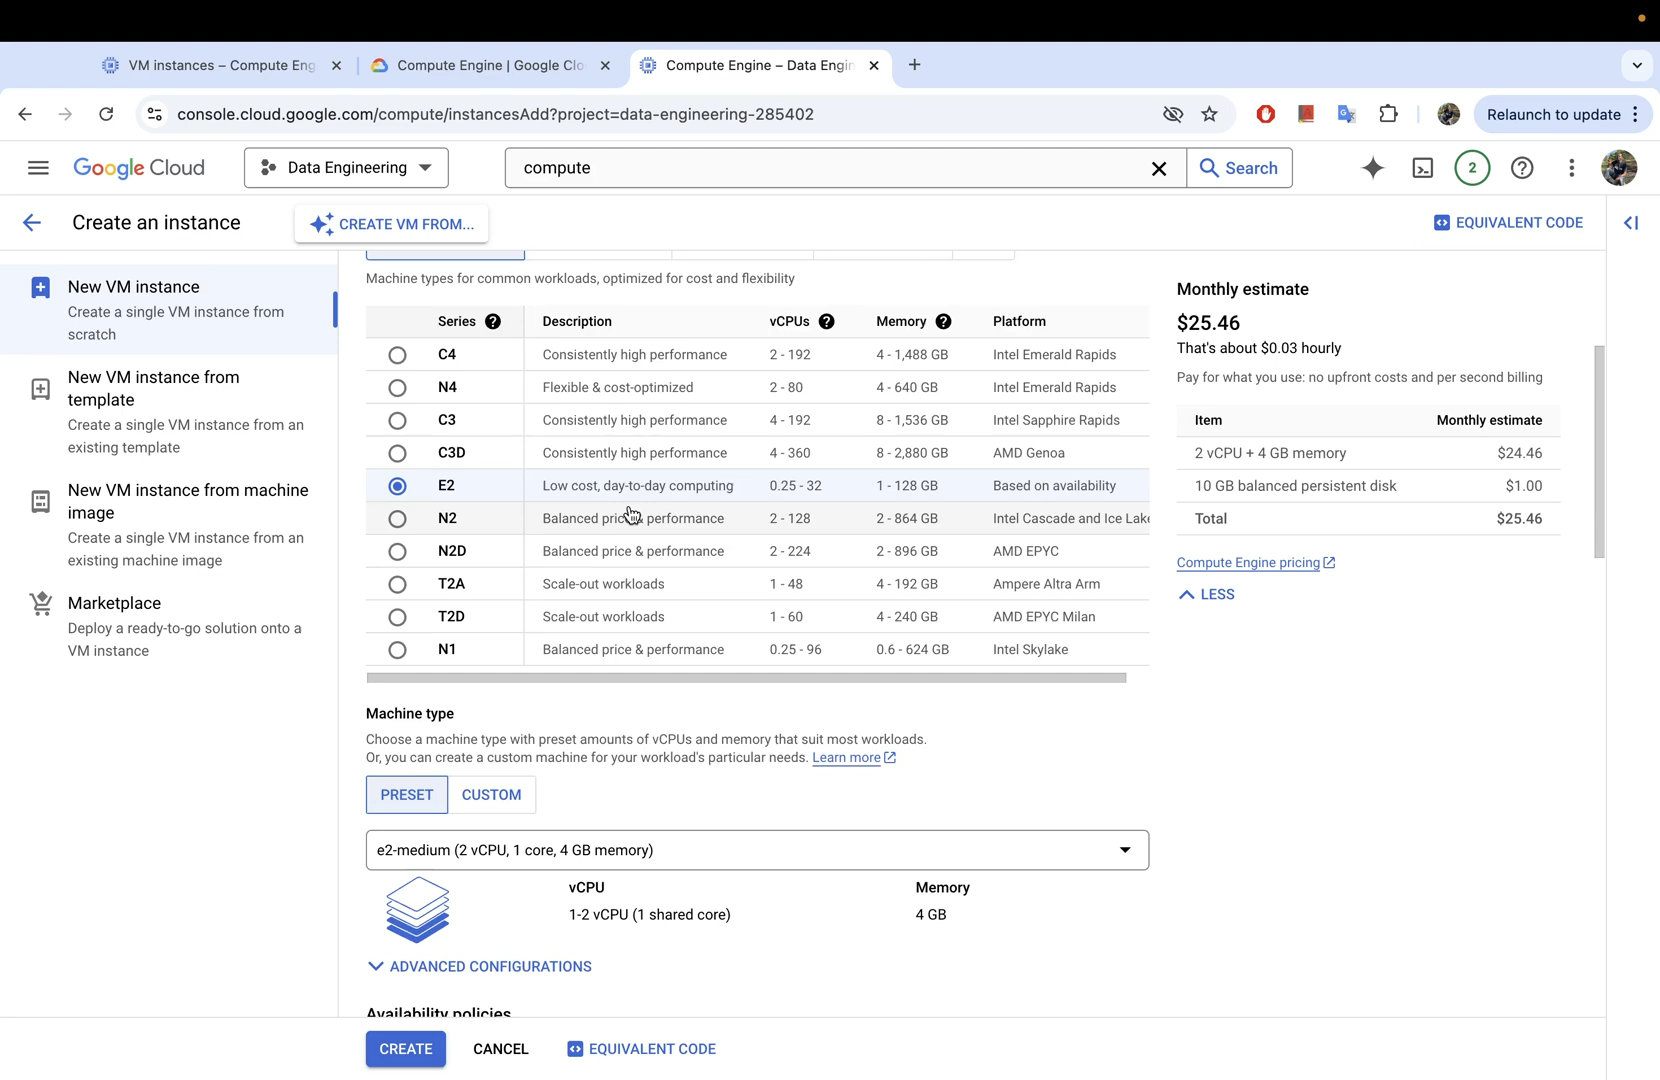 VM instances – Compute Eng
Compute Engine | Google Clo
Compute Engine – Data Engin
console.cloud.google.com/compute/instancesAdd?project=data-engineering-285402
Relaunch to update
Google Cloud
Data Engineering
compute
Search
2
Create an instance
CREATE VM FROM...
EQUIVALENT CODE
New VM instance
Create a single VM instance from
scratch
New VM instance from
template
Create a single VM instance from an
existing template
New VM instance from machine
image
Create a single VM instance from an
existing machine image
Marketplace
Deploy a ready-to-go solution onto a
VM instance
Machine types for common workloads, optimized for cost and flexibility
Series Description vCPUs Memory Platform
C4 Consistently high performance 2 - 192 4 - 1,488 GB Intel Emerald Rapids
N4 Flexible & cost-optimized 2 - 80 4 - 640 GB Intel Emerald Rapids
C3 Consistently high performance 4 - 192 8 - 1,536 GB Intel Sapphire Rapids
C3D Consistently high performance 4 - 360 8 - 2,880 GB AMD Genoa
E2 Low cost, day-to-day computing 0.25 - 32 1 - 128 GB Based on availability
N2 Balanced price & performance 2 - 128 2 - 864 GB Intel Cascade and Ice Lake
N2D Balanced price & performance 2 - 224 2 - 896 GB AMD EPYC
T2A Scale-out workloads 1 - 48 4 - 192 GB Ampere Altra Arm
T2D Scale-out workloads 1 - 60 4 - 240 GB AMD EPYC Milan
N1 Balanced price & performance 0.25 - 96 0.6 - 624 GB Intel Skylake
Machine type
Choose a machine type with preset amounts of vCPUs and memory that suit most workloads.
Or, you can create a custom machine for your workload's particular needs. Learn more
PRESET CUSTOM
e2-medium (2 vCPU, 1 core, 4 GB memory)
vCPU Memory
1-2 vCPU (1 shared core) 4 GB
ADVANCED CONFIGURATIONS
Availability policies
CREATE CANCEL EQUIVALENT CODE
Monthly estimate
$25.46
That's about $0.03 hourly
Pay for what you use: no upfront costs and per second billing
Item Monthly estimate
2 vCPU + 4 GB memory $24.46
10 GB balanced persistent disk $1.00
Total $25.46
Compute Engine pricing
LESS